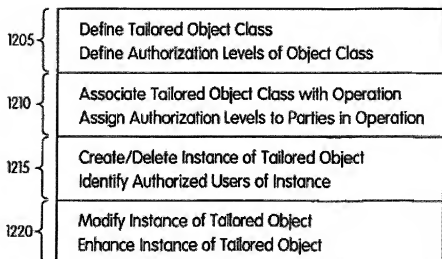 1205
Define Tailored Object Class
Define Authorization Levels of Object Class
1210
Associate Tailored Object Class with Operation
Assign Authorization Levels to Parties in Operation
1215
Create/Delete Instance of Tailored Object
Identify Authorized Users of Instance
1220
Modify Instance of Tailored Object
Enhance Instance of Tailored Object